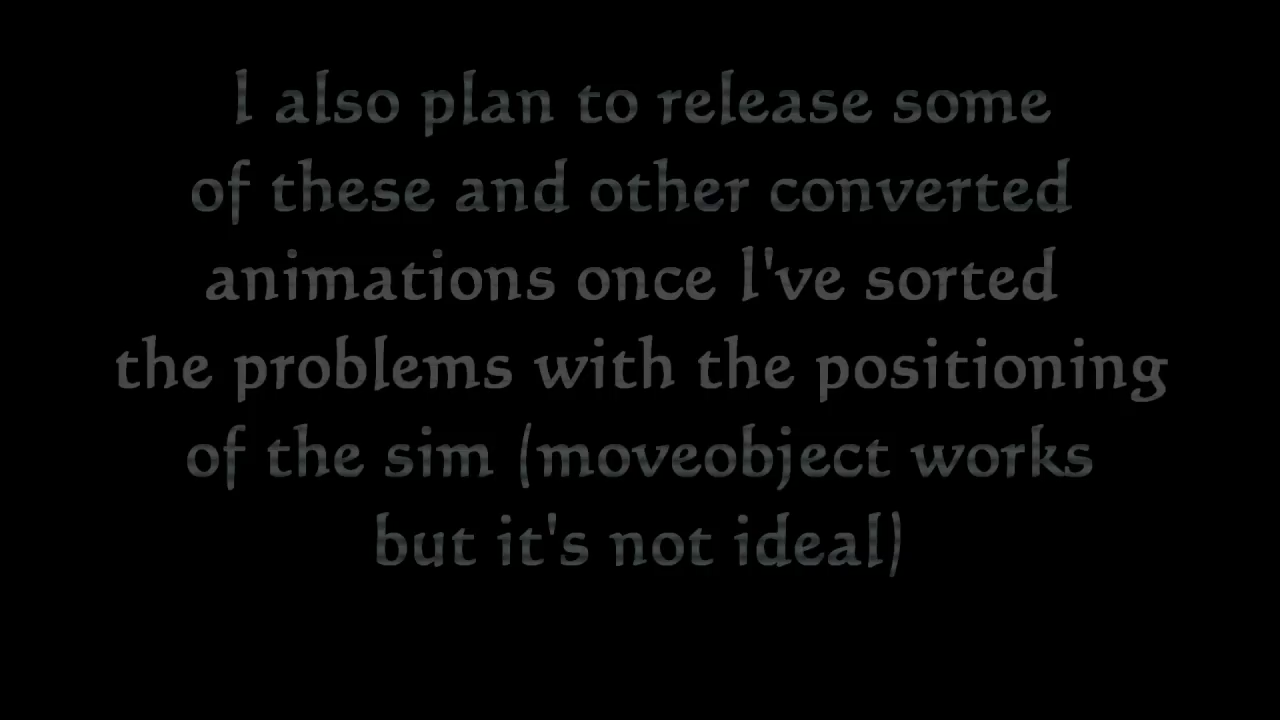 I also plan to release some
of these and other converted
animations once I've sorted
the problems with the positioning
of the sim (moveobject works
but it's not ideal)